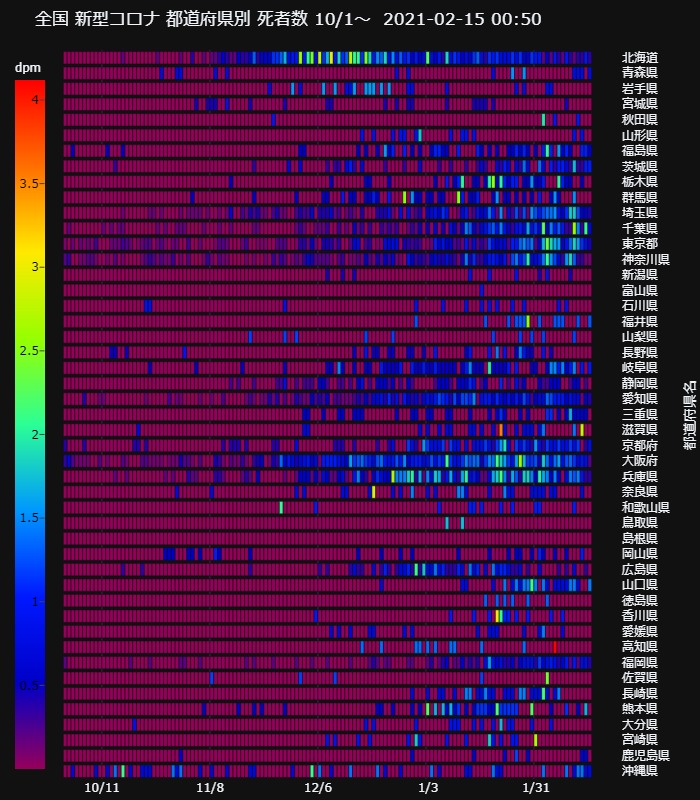 全国 新型コロナ 都道府県別 死者数 10/1～ 2021-02-15 00:50
dpm
4
3.5
3
2.5
2
1.5
1
0.5
北海道
青森県
岩手県
宮城県
秋田県
山形県
福島県
茨城県
栃木県
群馬県
埼玉県
千葉県
東京都
神奈川県
新潟県
富山県
石川県
福井県
山梨県
長野県
岐阜県
静岡県
愛知県
三重県
滋賀県
京都府
大阪府
兵庫県
奈良県
和歌山県
鳥取県
島根県
岡山県
広島県
山口県
徳島県
香川県
愛媛県
高知県
福岡県
佐賀県
長崎県
熊本県
大分県
宮崎県
鹿児島県
沖縄県
都道府県名
10/11 11/8 12/6 1/3 1/31